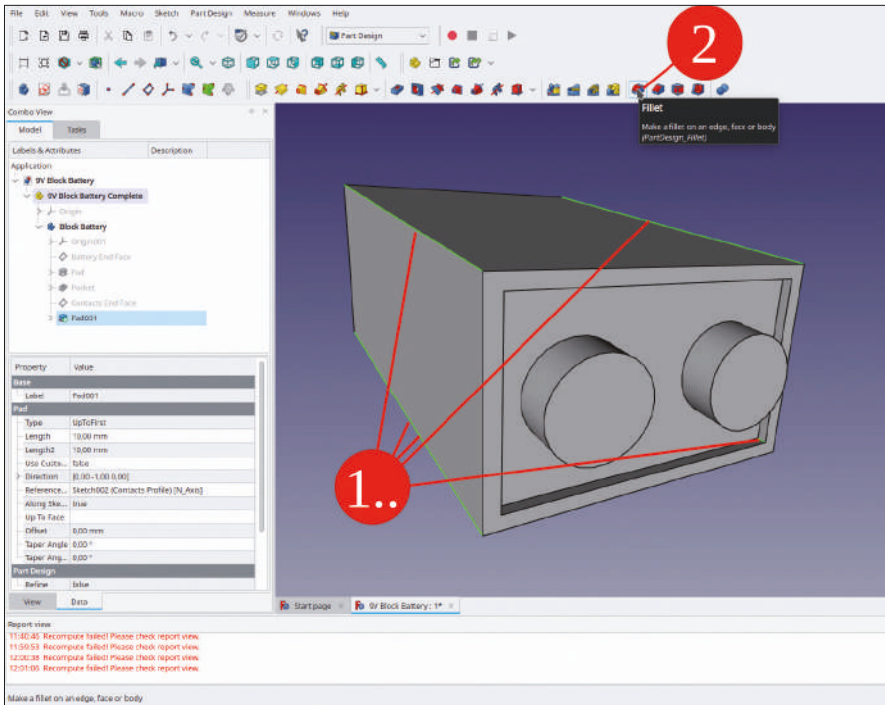 File Edit View Tools Macro Sketch Part Design Measure Windows Help
Part Design
2
Fillet
Make a fillet on an edge, face or body
(PartDesign_Fillet)
Combo View
Model Tasks
Labels & Attributes Description
Application
9V Block Battery
9V Block Battery Complete
Origin
Block Battery
Origin001
Battery End Face
Pad
Pocket
Contacts End Face
Pad001
1..
Property Value
Base
Label Pad001
Pad
Type UpToFirst
Length 10,00 mm
Length2 10,00 mm
Use Custo... false
Direction [0,00 -1,00 0,00]
Reference... Sketch002 (Contacts Profile) [N_Axis]
Along Ske... true
Up To Face
Offset 0,00 mm
Taper Angle 0,00 °
Taper Ang... 0,00 °
Part Design
Refine false
View Data
Start page 9V Block Battery : 1*
Report view
11:40:46 Recompute failed! Please check report view.
11:50:53 Recompute failed! Please check report view.
12:00:38 Recompute failed! Please check report view.
12:01:06 Recompute failed! Please check report view.
Make a fillet on an edge, face or body